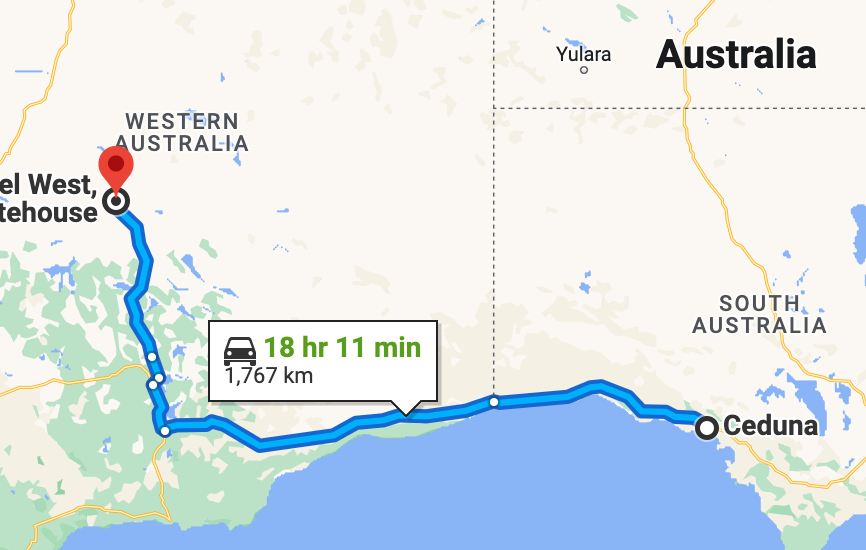 Yulara
Australia
WESTERN
AUSTRALIA
el West,
tehouse
SOUTH
AUSTRALIA
18 hr 11 min
1,767 km
Ceduna